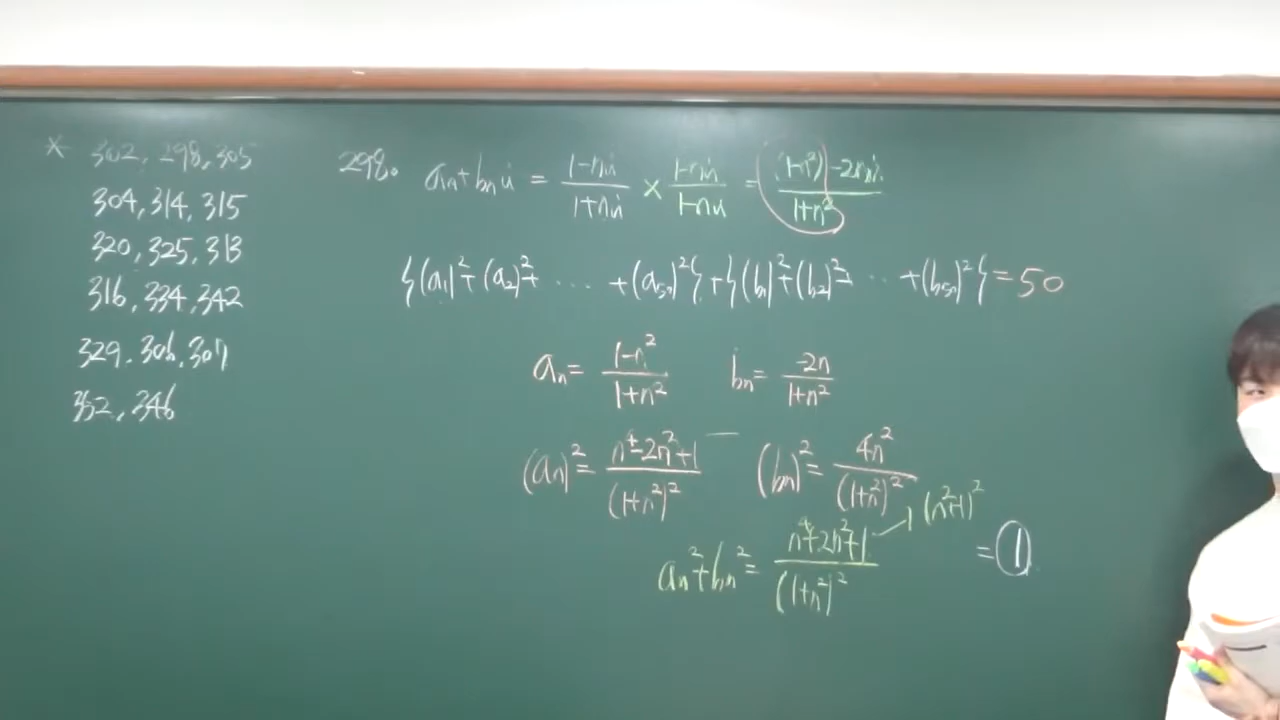 * 302, 298, 305
304, 314, 315
320, 325, 313
316, 334, 342
329, 306, 307
352, 346
298. aₙ+bₙi = (1-ni)/(1+ni) × (1-ni)/(1-ni) = ((1-n²)-2ni)/(1+n²)
{(a₁)²+(a₂)²+ ... +(a₅₀)²}+{(b₁)²+(b₂)²+ ... +(b₅₀)²}=50
aₙ= (1-n²)/(1+n²) bₙ= (-2n)/(1+n²)
(aₙ)²= (n⁴-2n²+1)/(1+n²)² (bₙ)²= 4n²/(1+n²)²
aₙ²+bₙ²= (n⁴+2n²+1)/(1+n²)² → (n²+1)² = 1